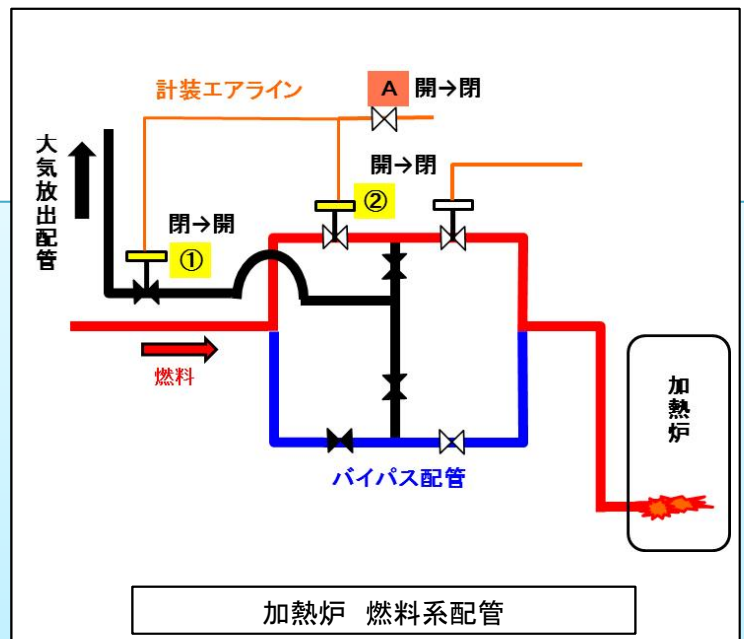 計装エアライン
A 開→閉
大気放出配管
開→閉
②
閉→開
①
燃料
加熱炉
バイパス配管
加熱炉 燃料系配管